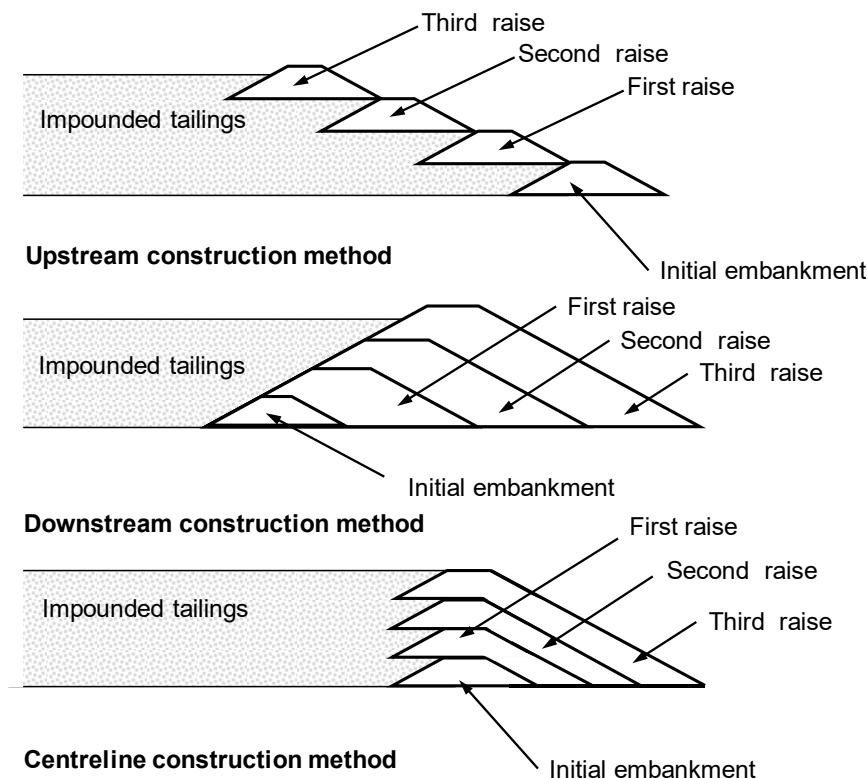 Third raise
Second raise
First raise
Impounded tailings
Upstream construction method
Initial embankment
First raise
Second raise
Impounded tailings
Third raise
Initial embankment
Downstream construction method
First raise
Second raise
Impounded tailings
Third raise
Centreline construction method
Initial embankment